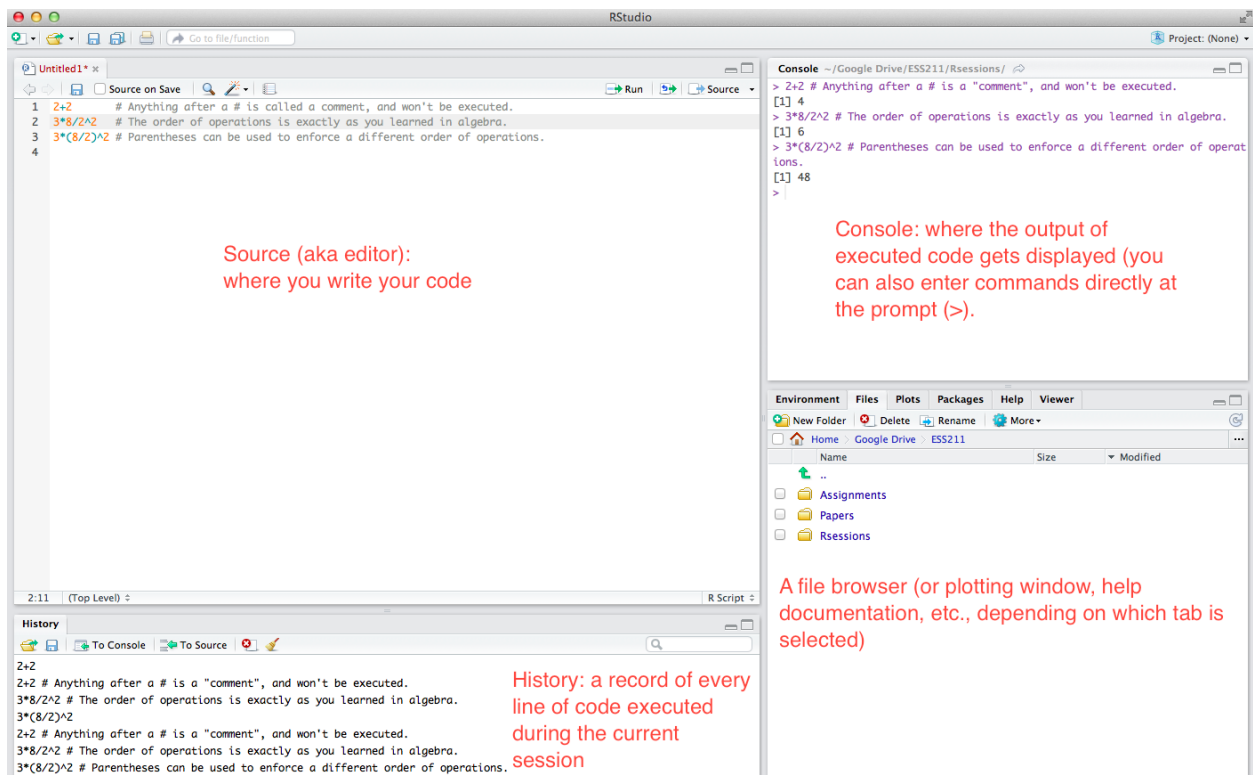 RStudio
Go to file/function
Project: (None)
Untitled1*
Source on Save
Run
Source
1 2+2 # Anything after a # is called a comment, and won't be executed.
2 3*8/2^2 # The order of operations is exactly as you learned in algebra.
3 3*(8/2)^2 # Parentheses can be used to enforce a different order of operations.
4
Source (aka editor):
where you write your code
2:11 (Top Level) R Script
History
To Console To Source
2+2
2+2 # Anything after a # is a "comment", and won't be executed.
3*8/2^2 # The order of operations is exactly as you learned in algebra.
3*(8/2)^2
2+2 # Anything after a # is a "comment", and won't be executed.
3*8/2^2 # The order of operations is exactly as you learned in algebra.
3*(8/2)^2 # Parentheses can be used to enforce a different order of operations.
History: a record of every
line of code executed
during the current
session
Console ~/Google Drive/ESS211/Rsessions/
> 2+2 # Anything after a # is a "comment", and won't be executed.
[1] 4
> 3*8/2^2 # The order of operations is exactly as you learned in algebra.
[1] 6
> 3*(8/2)^2 # Parentheses can be used to enforce a different order of operat
ions.
[1] 48
>
Console: where the output of
executed code gets displayed (you
can also enter commands directly at
the prompt (>).
Environment Files Plots Packages Help Viewer
New Folder Delete Rename More
Home Google Drive ESS211 ...
Name Size Modified
..
Assignments
Papers
Rsessions
A file browser (or plotting window, help
documentation, etc., depending on which tab is
selected)